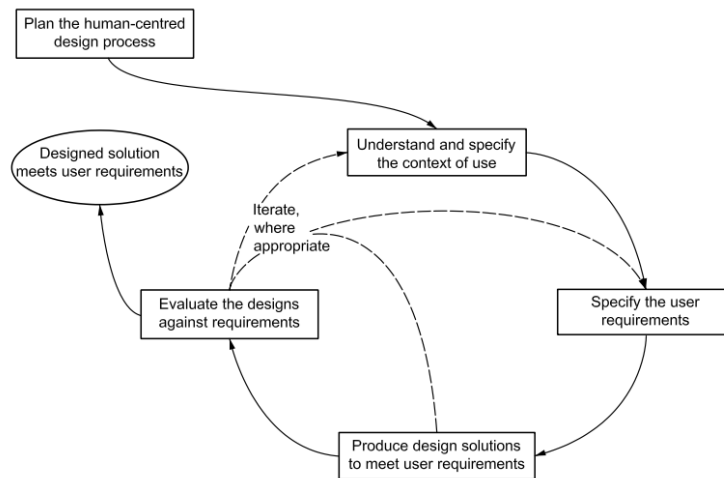 Plan the human-centred
design process
Understand and specify
the context of use
Designed solution
meets user requirements
Iterate,
where
appropriate
Evaluate the designs
against requirements
Specify the user
requirements
Produce design solutions
to meet user requirements